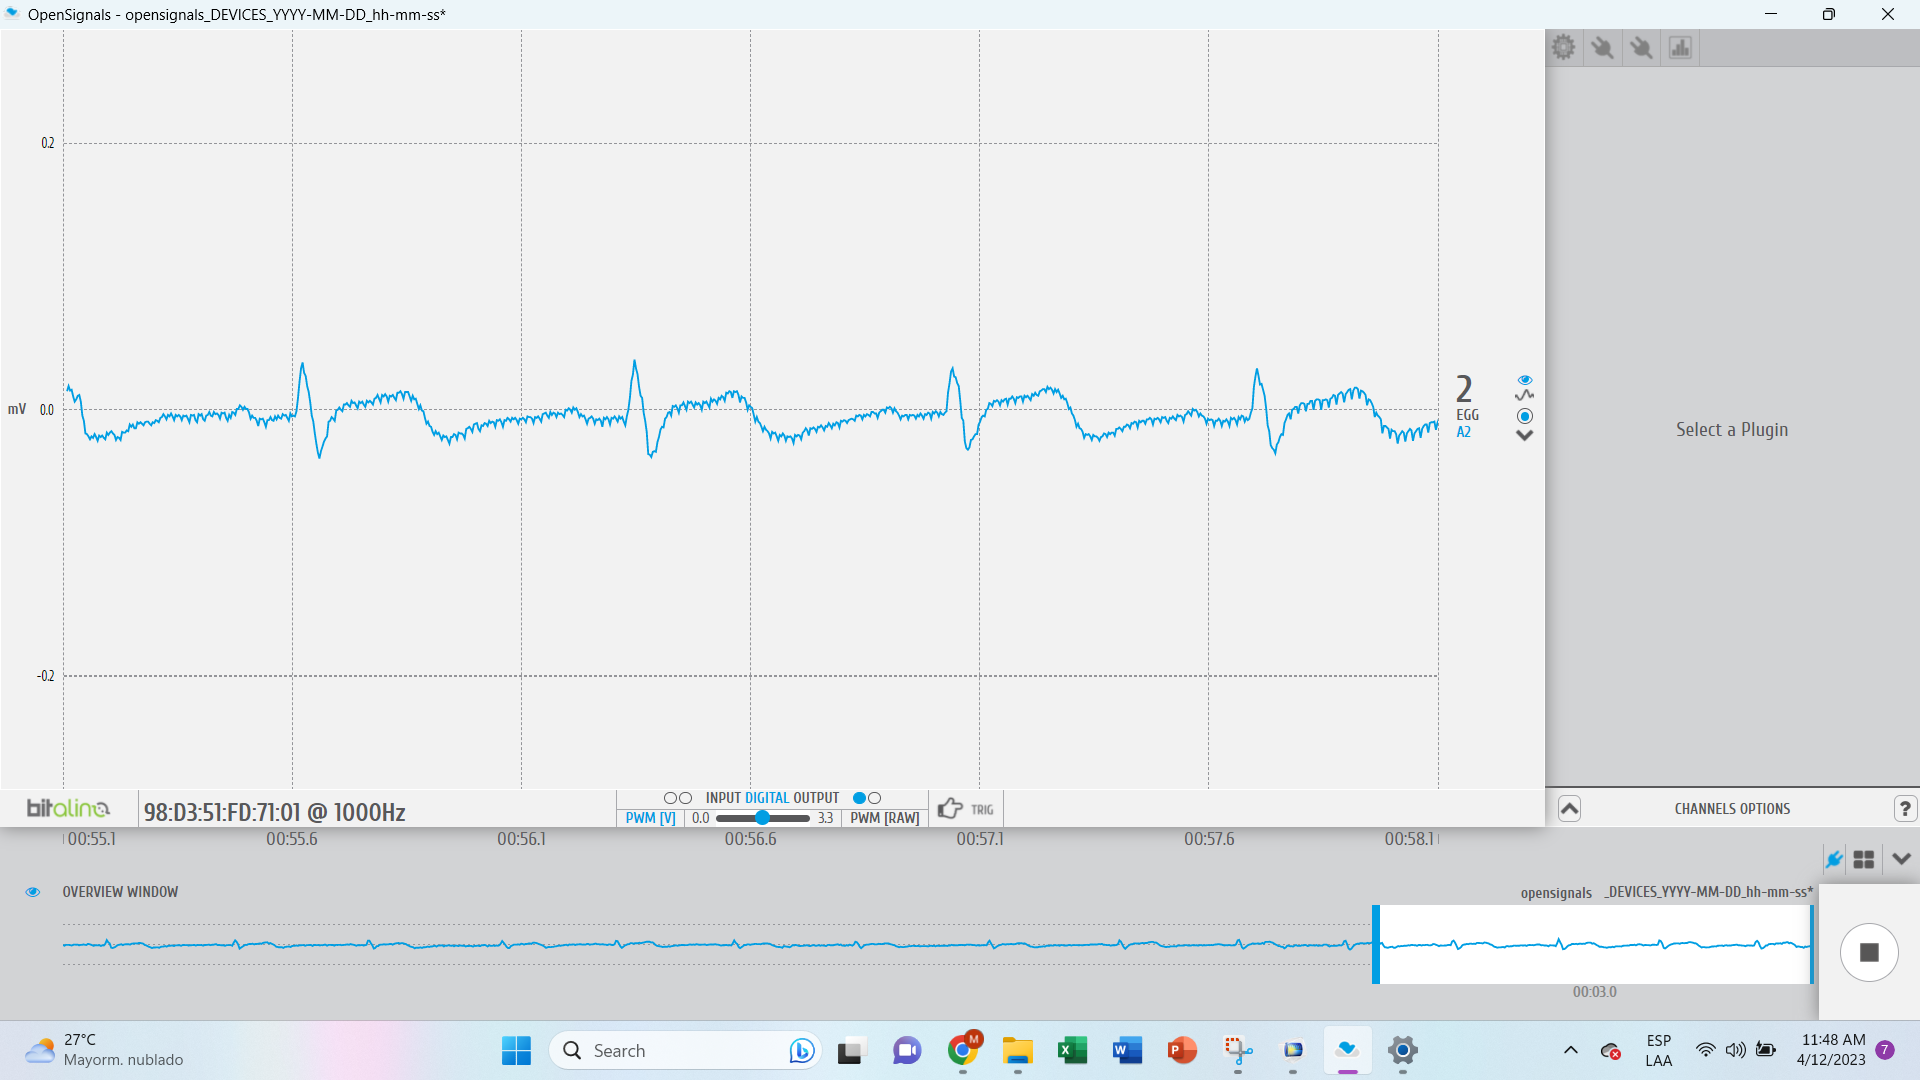 OpenSignals - opensignals_DEVICES_YYYY-MM-DD_hh-mm-ss*
0.2
mV 0.0
-0.2
2
EGG
A2
Select a Plugin
bitalino
98:D3:51:FD:71:01 @ 1000Hz
INPUT DIGITAL OUTPUT
PWM [V] 0.0 3.3 PWM [RAW]
TRIG
CHANNELS OPTIONS
?
00:55.1 00:55.6 00:56.1 00:56.6 00:57.1 00:57.6 00:58.1
OVERVIEW WINDOW
opensignals _DEVICES_YYYY-MM-DD_hh-mm-ss*
00:03.0
27°C
Mayorm. nublado
Search
M
X
W
P
ESP
LAA
11:48 AM
4/12/2023
7